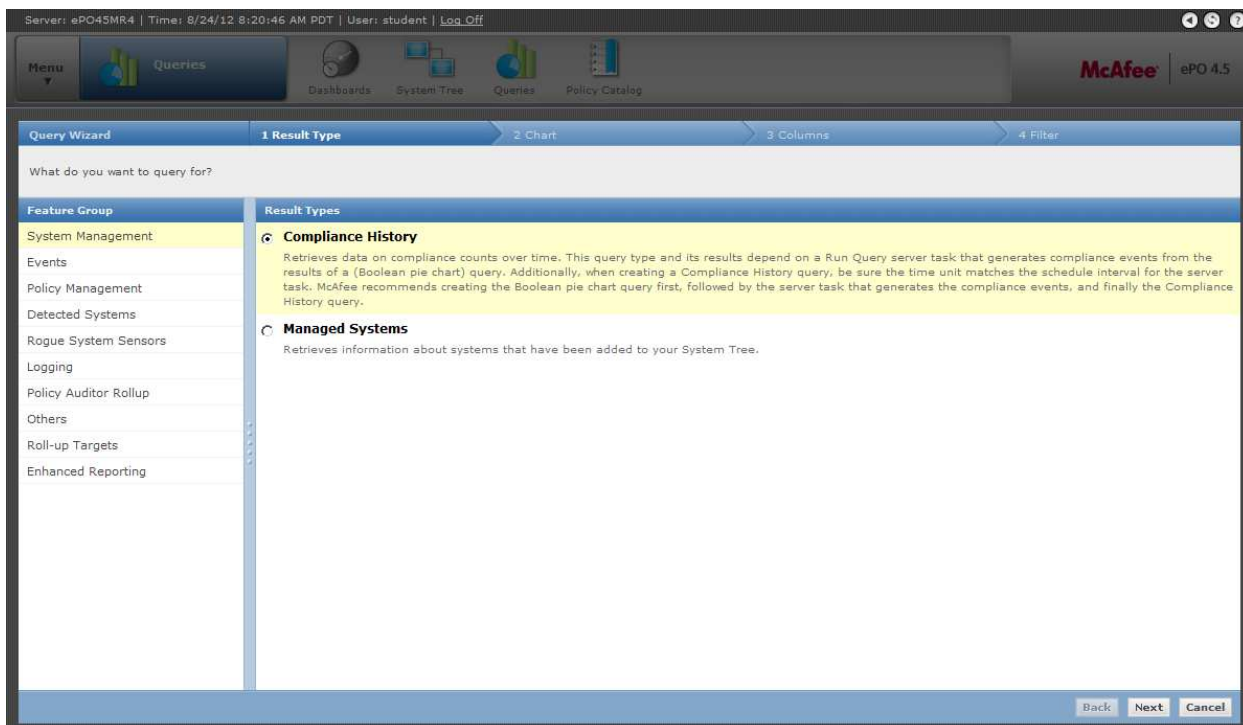 Server: ePO45MR4 | Time: 8/24/12 8:20:46 AM PDT | User: student | Log Off
Menu
Queries
Dashboards
System Tree
Queries
Policy Catalog
McAfee
ePO 4.5
Query Wizard
1 Result Type
2 Chart
3 Columns
4 Filter
What do you want to query for?
Feature Group
System Management
Events
Policy Management
Detected Systems
Rogue System Sensors
Logging
Policy Auditor Rollup
Others
Roll-up Targets
Enhanced Reporting
Result Types
Compliance History
Retrieves data on compliance counts over time. This query type and its results depend on a Run Query server task that generates compliance events from the
results of a (Boolean pie chart) query. Additionally, when creating a Compliance History query, be sure the time unit matches the schedule interval for the server
task. McAfee recommends creating the Boolean pie chart query first, followed by the server task that generates the compliance events, and finally the Compliance
History query.
Managed Systems
Retrieves information about systems that have been added to your System Tree.
Back
Next
Cancel